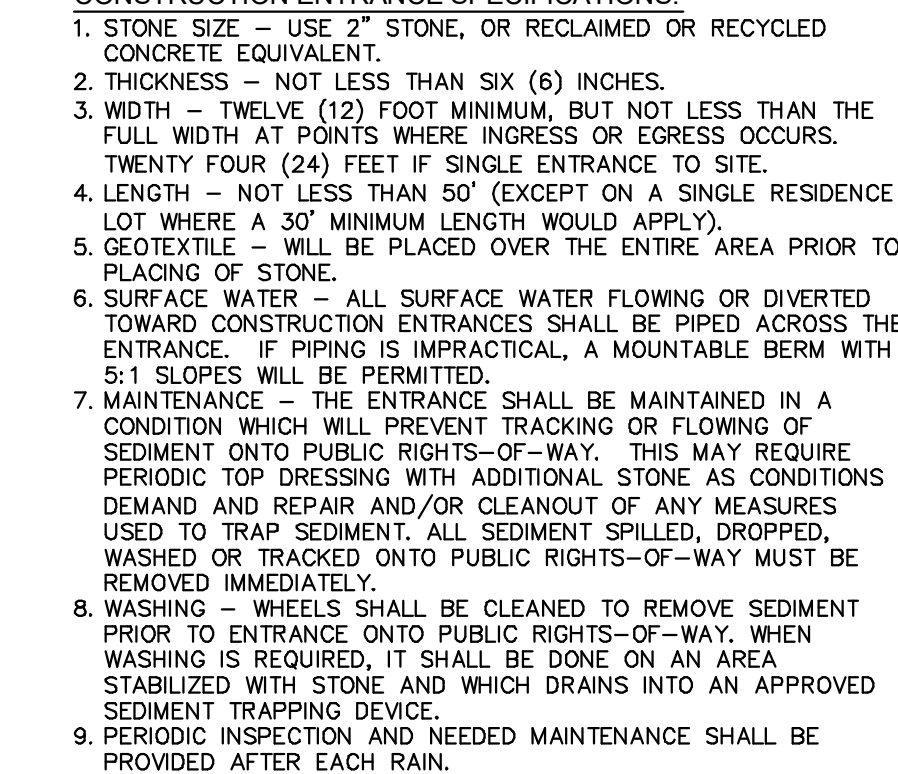 CONSTRUCTION ENTRANCE SPECIFICATIONS:
1. STONE SIZE – USE 2" STONE, OR RECLAIMED OR RECYCLED
CONCRETE EQUIVALENT.
2. THICKNESS – NOT LESS THAN SIX (6) INCHES.
3. WIDTH – TWELVE (12) FOOT MINIMUM, BUT NOT LESS THAN THE
FULL WIDTH AT POINTS WHERE INGRESS OR EGRESS OCCURS.
TWENTY FOUR (24) FEET IF SINGLE ENTRANCE TO SITE.
4. LENGTH – NOT LESS THAN 50' (EXCEPT ON A SINGLE RESIDENCE
LOT WHERE A 30' MINIMUM LENGTH WOULD APPLY).
5. GEOTEXTILE – WILL BE PLACED OVER THE ENTIRE AREA PRIOR TO
PLACING OF STONE.
6. SURFACE WATER – ALL SURFACE WATER FLOWING OR DIVERTED
TOWARD CONSTRUCTION ENTRANCES SHALL BE PIPED ACROSS THE
ENTRANCE. IF PIPING IS IMPRACTICAL, A MOUNTABLE BERM WITH
5:1 SLOPES WILL BE PERMITTED.
7. MAINTENANCE – THE ENTRANCE SHALL BE MAINTAINED IN A
CONDITION WHICH WILL PREVENT TRACKING OR FLOWING OF
SEDIMENT ONTO PUBLIC RIGHTS–OF–WAY. THIS MAY REQUIRE
PERIODIC TOP DRESSING WITH ADDITIONAL STONE AS CONDITIONS
DEMAND AND REPAIR AND/OR CLEANOUT OF ANY MEASURES
USED TO TRAP SEDIMENT. ALL SEDIMENT SPILLED, DROPPED,
WASHED OR TRACKED ONTO PUBLIC RIGHTS–OF–WAY MUST BE
REMOVED IMMEDIATELY.
8. WASHING – WHEELS SHALL BE CLEANED TO REMOVE SEDIMENT
PRIOR TO ENTRANCE ONTO PUBLIC RIGHTS–OF–WAY. WHEN
WASHING IS REQUIRED, IT SHALL BE DONE ON AN AREA
STABILIZED WITH STONE AND WHICH DRAINS INTO AN APPROVED
SEDIMENT TRAPPING DEVICE.
9. PERIODIC INSPECTION AND NEEDED MAINTENANCE SHALL BE
PROVIDED AFTER EACH RAIN.